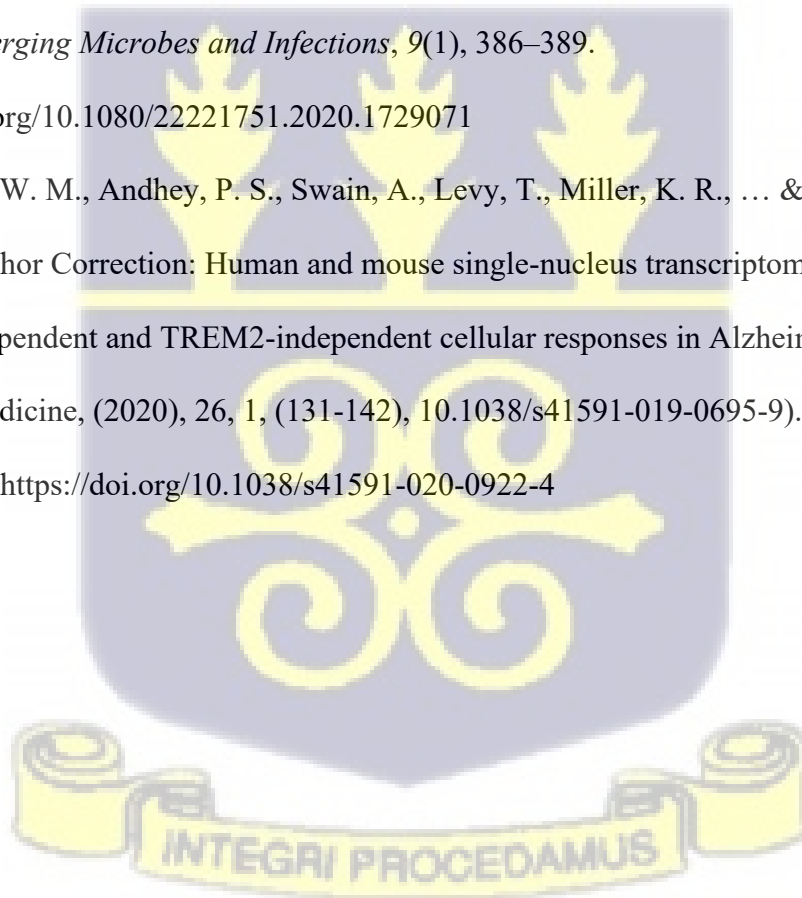 erging Microbes and Infections, 9(1), 386–389.
org/10.1080/22221751.2020.1729071
W. M., Andhey, P. S., Swain, A., Levy, T., Miller, K. R., … &
hor Correction: Human and mouse single-nucleus transcriptom
pendent and TREM2-independent cellular responses in Alzhein
dicine, (2020), 26, 1, (131-142), 10.1038/s41591-019-0695-9).
https://doi.org/10.1038/s41591-020-0922-4
INTEGRI PROCEDAMUS